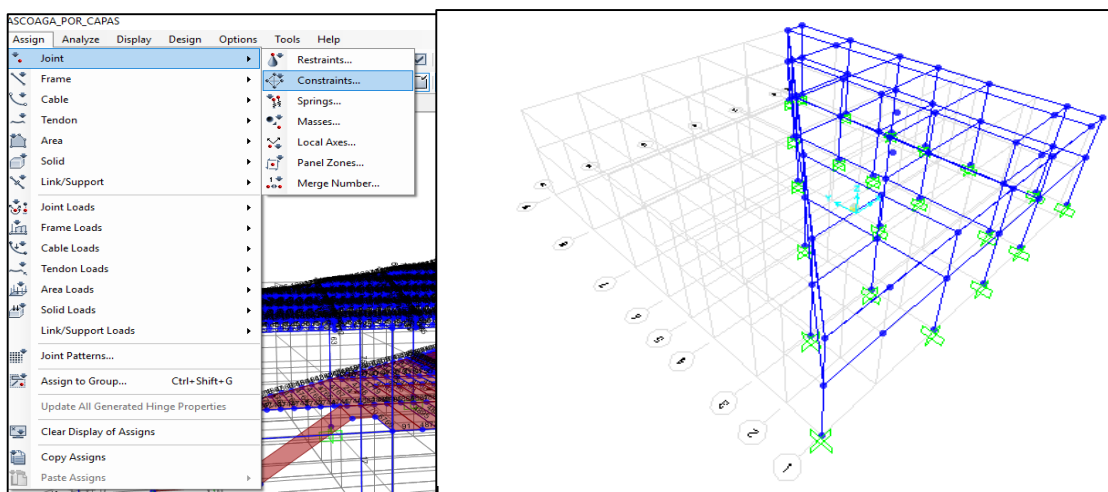 ASCOAGA_POR_CAPAS
Assign Analyze Display Design Options Tools Help
Joint
Frame
Cable
Tendon
Area
Solid
Link/Support
Joint Loads
Frame Loads
Cable Loads
Tendon Loads
Area Loads
Solid Loads
Link/Support Loads
Joint Patterns...
Assign to Group... Ctrl+Shift+G
Update All Generated Hinge Properties
Clear Display of Assigns
Copy Assigns
Paste Assigns
Restraints...
Constraints...
Springs...
Masses...
Local Axes...
Panel Zones...
Merge Number...